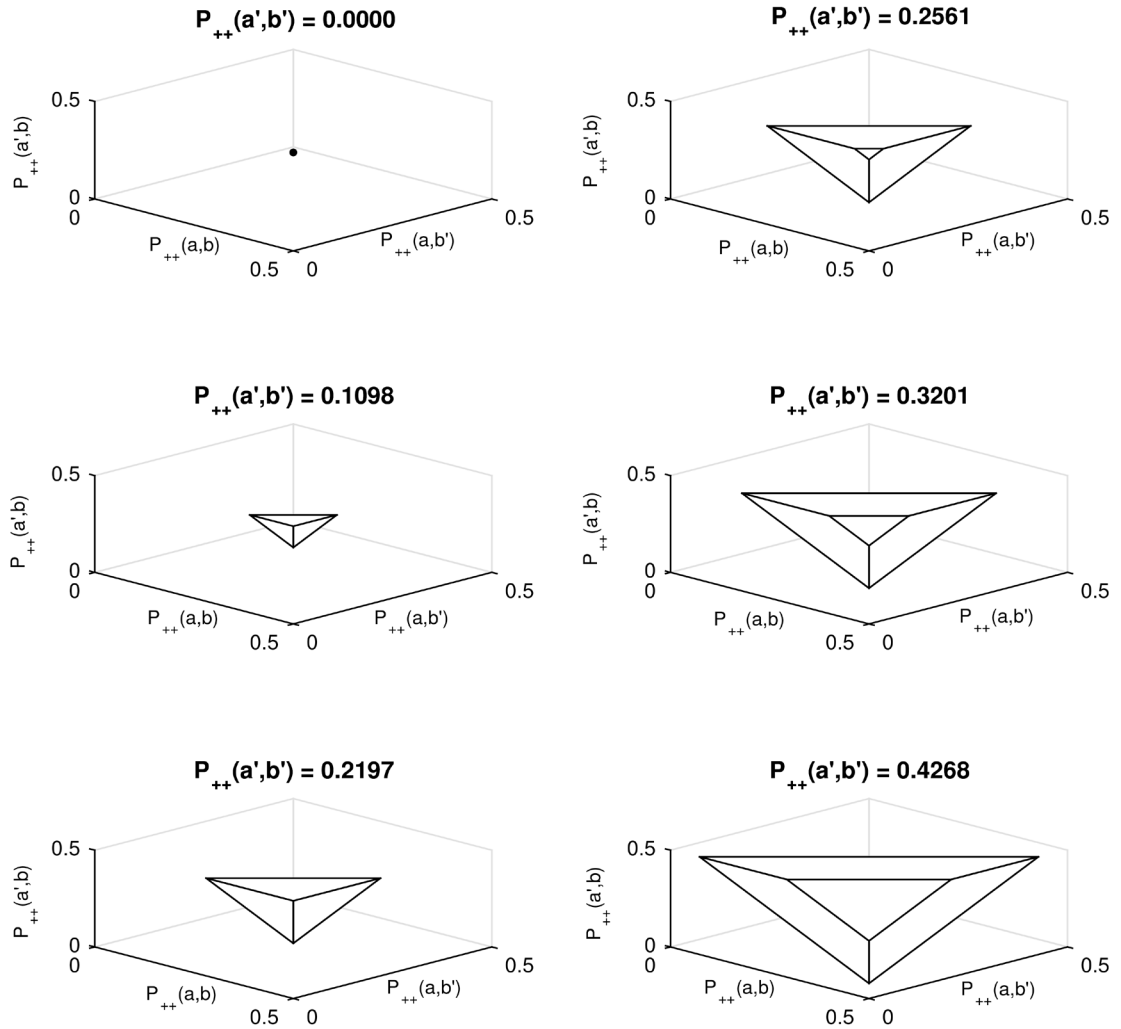 P++(a',b') = 0.0000
0.5
P++(a',b)
0
0
P++(a,b)
P++(a,b')
0.5
0.5 0
P++(a',b') = 0.2561
0.5
P++(a',b)
0
0
P++(a,b)
P++(a,b')
0.5
0.5 0
P++(a',b') = 0.1098
0.5
P++(a',b)
0
0
P++(a,b)
P++(a,b')
0.5
0.5 0
P++(a',b') = 0.3201
0.5
P++(a',b)
0
0
P++(a,b)
P++(a,b')
0.5
0.5 0
P++(a',b') = 0.2197
0.5
P++(a',b)
0
0
P++(a,b)
P++(a,b')
0.5
0.5 0
P++(a',b') = 0.4268
0.5
P++(a',b)
0
0
P++(a,b)
P++(a,b')
0.5
0.5 0